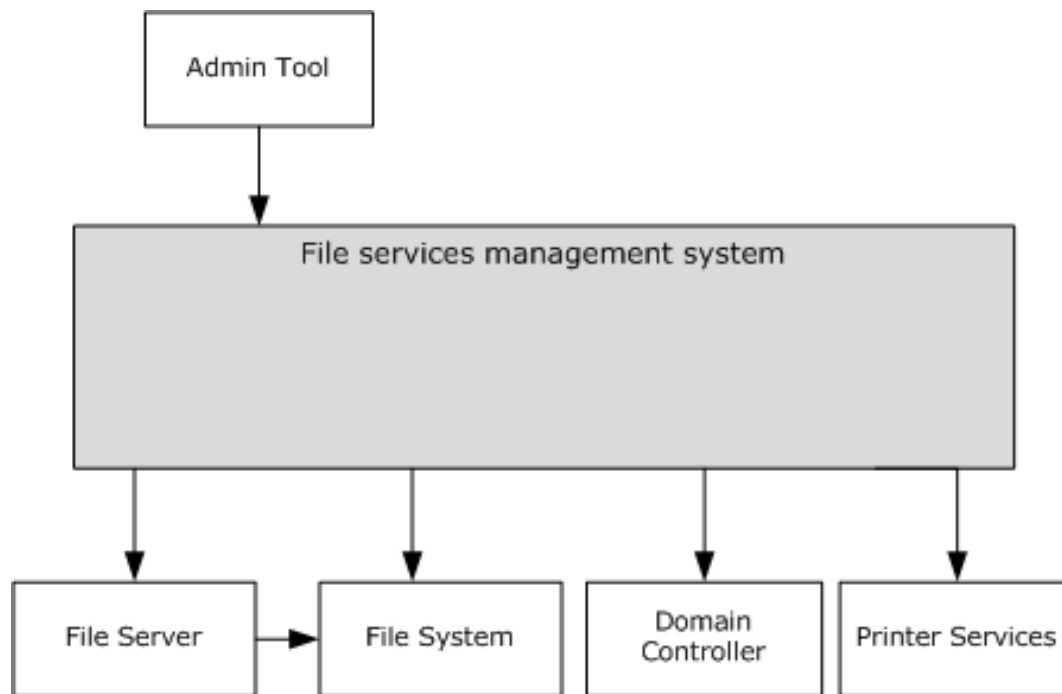 Admin Tool
File services management system
File Server
File System
Domain
Controller
Printer Services